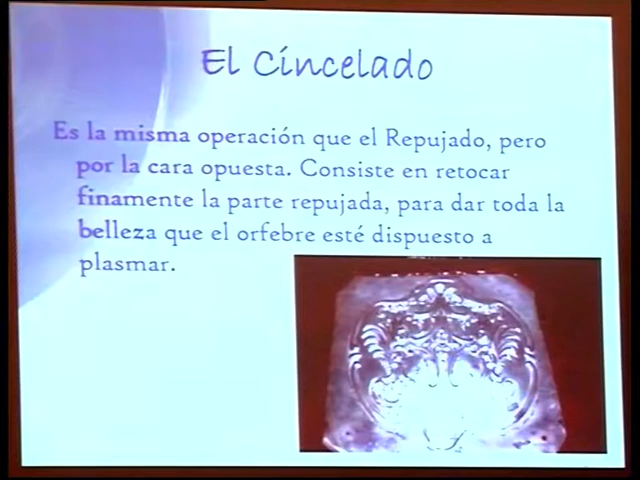 El Cincelado
Es la misma operación que el Repujado, pero
por la cara opuesta. Consiste en retocar
finamente la parte repujada, para dar toda la
belleza que el orfebre esté dispuesto a
plasmar.